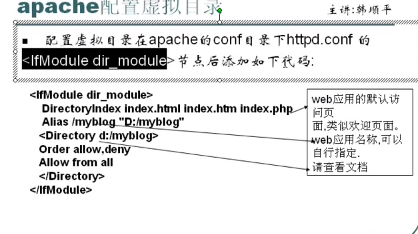 apache配置虚拟目录
主讲:韩顺平
■ 配置虚拟目录在apache的conf目录下httpd.conf 的
<IfModule dir_module>节点后添加如下代码:
<IfModule dir_module>
DirectoryIndex index.html index.htm index.php
Alias /myblog "D:/myblog"
<Directory d:/myblog>
Order allow,deny
Allow from all
</Directory>
</IfModule>
web应用的默认访
问页
面,类似欢迎页面。
web应用名称,可以
自行指定.
请查看文档